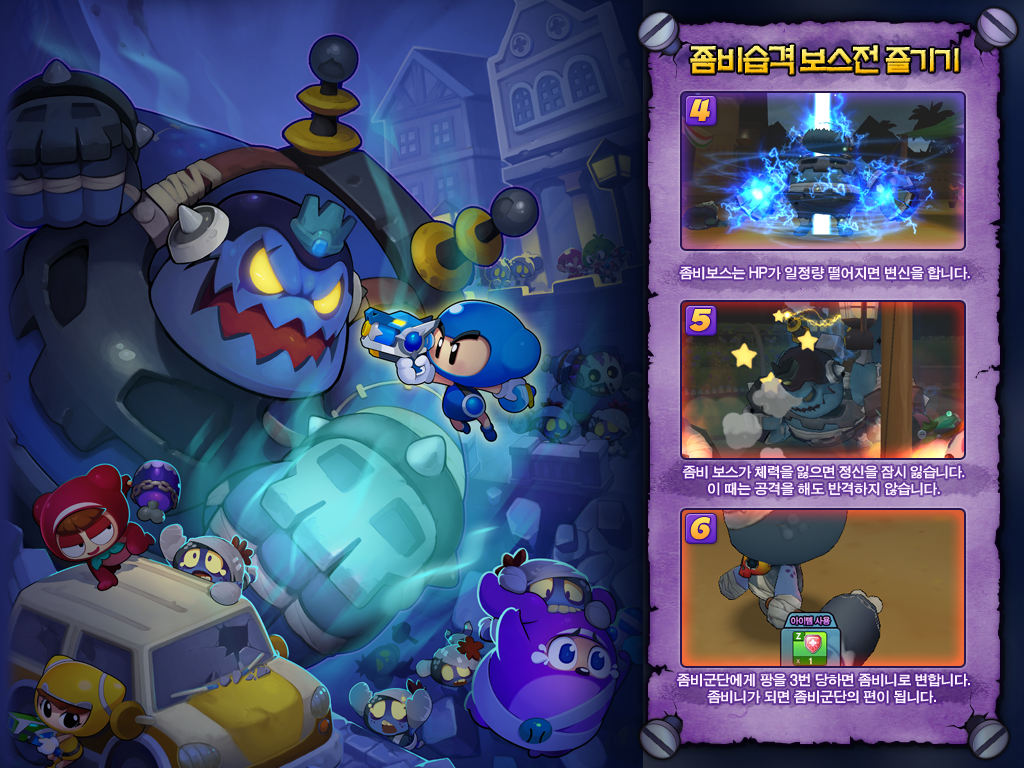 좀비습격 보스전 즐기기
4
좀비보스는 HP가 일정량 떨어지면 변신을 합니다.
5
좀비 보스가 체력을 잃으면 정신을 잠시 잃습니다.
이 때는 공격을 해도 반격하지 않습니다.
6
아이템 사용
Z
x 1
좀비군단에게 팡을 3번 당하면 좀비니로 변합니다.
좀비니가 되면 좀비군단의 편이 됩니다.